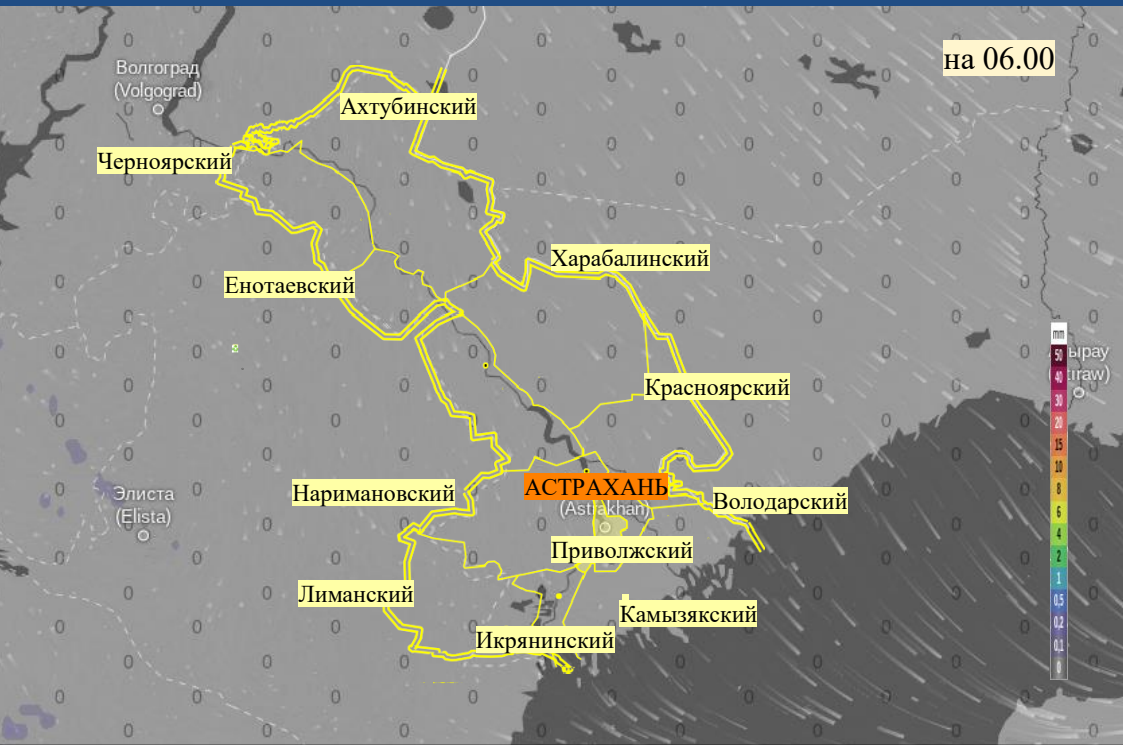 на 06.00
Волгоград
(Volgograd)
Ахтубинский
Черноярский
Харабалинский
Енотаевский
mm
50
40
30
20
15
10
8
6
4
2
1
0,5
0,2
0,1
0
Красноярский
Элиста
(Elista)
Наримановский
АСТРАХАНЬ
(Astrakhan)
Володарский
Приволжский
Лиманский
Камызякский
Икрянинский